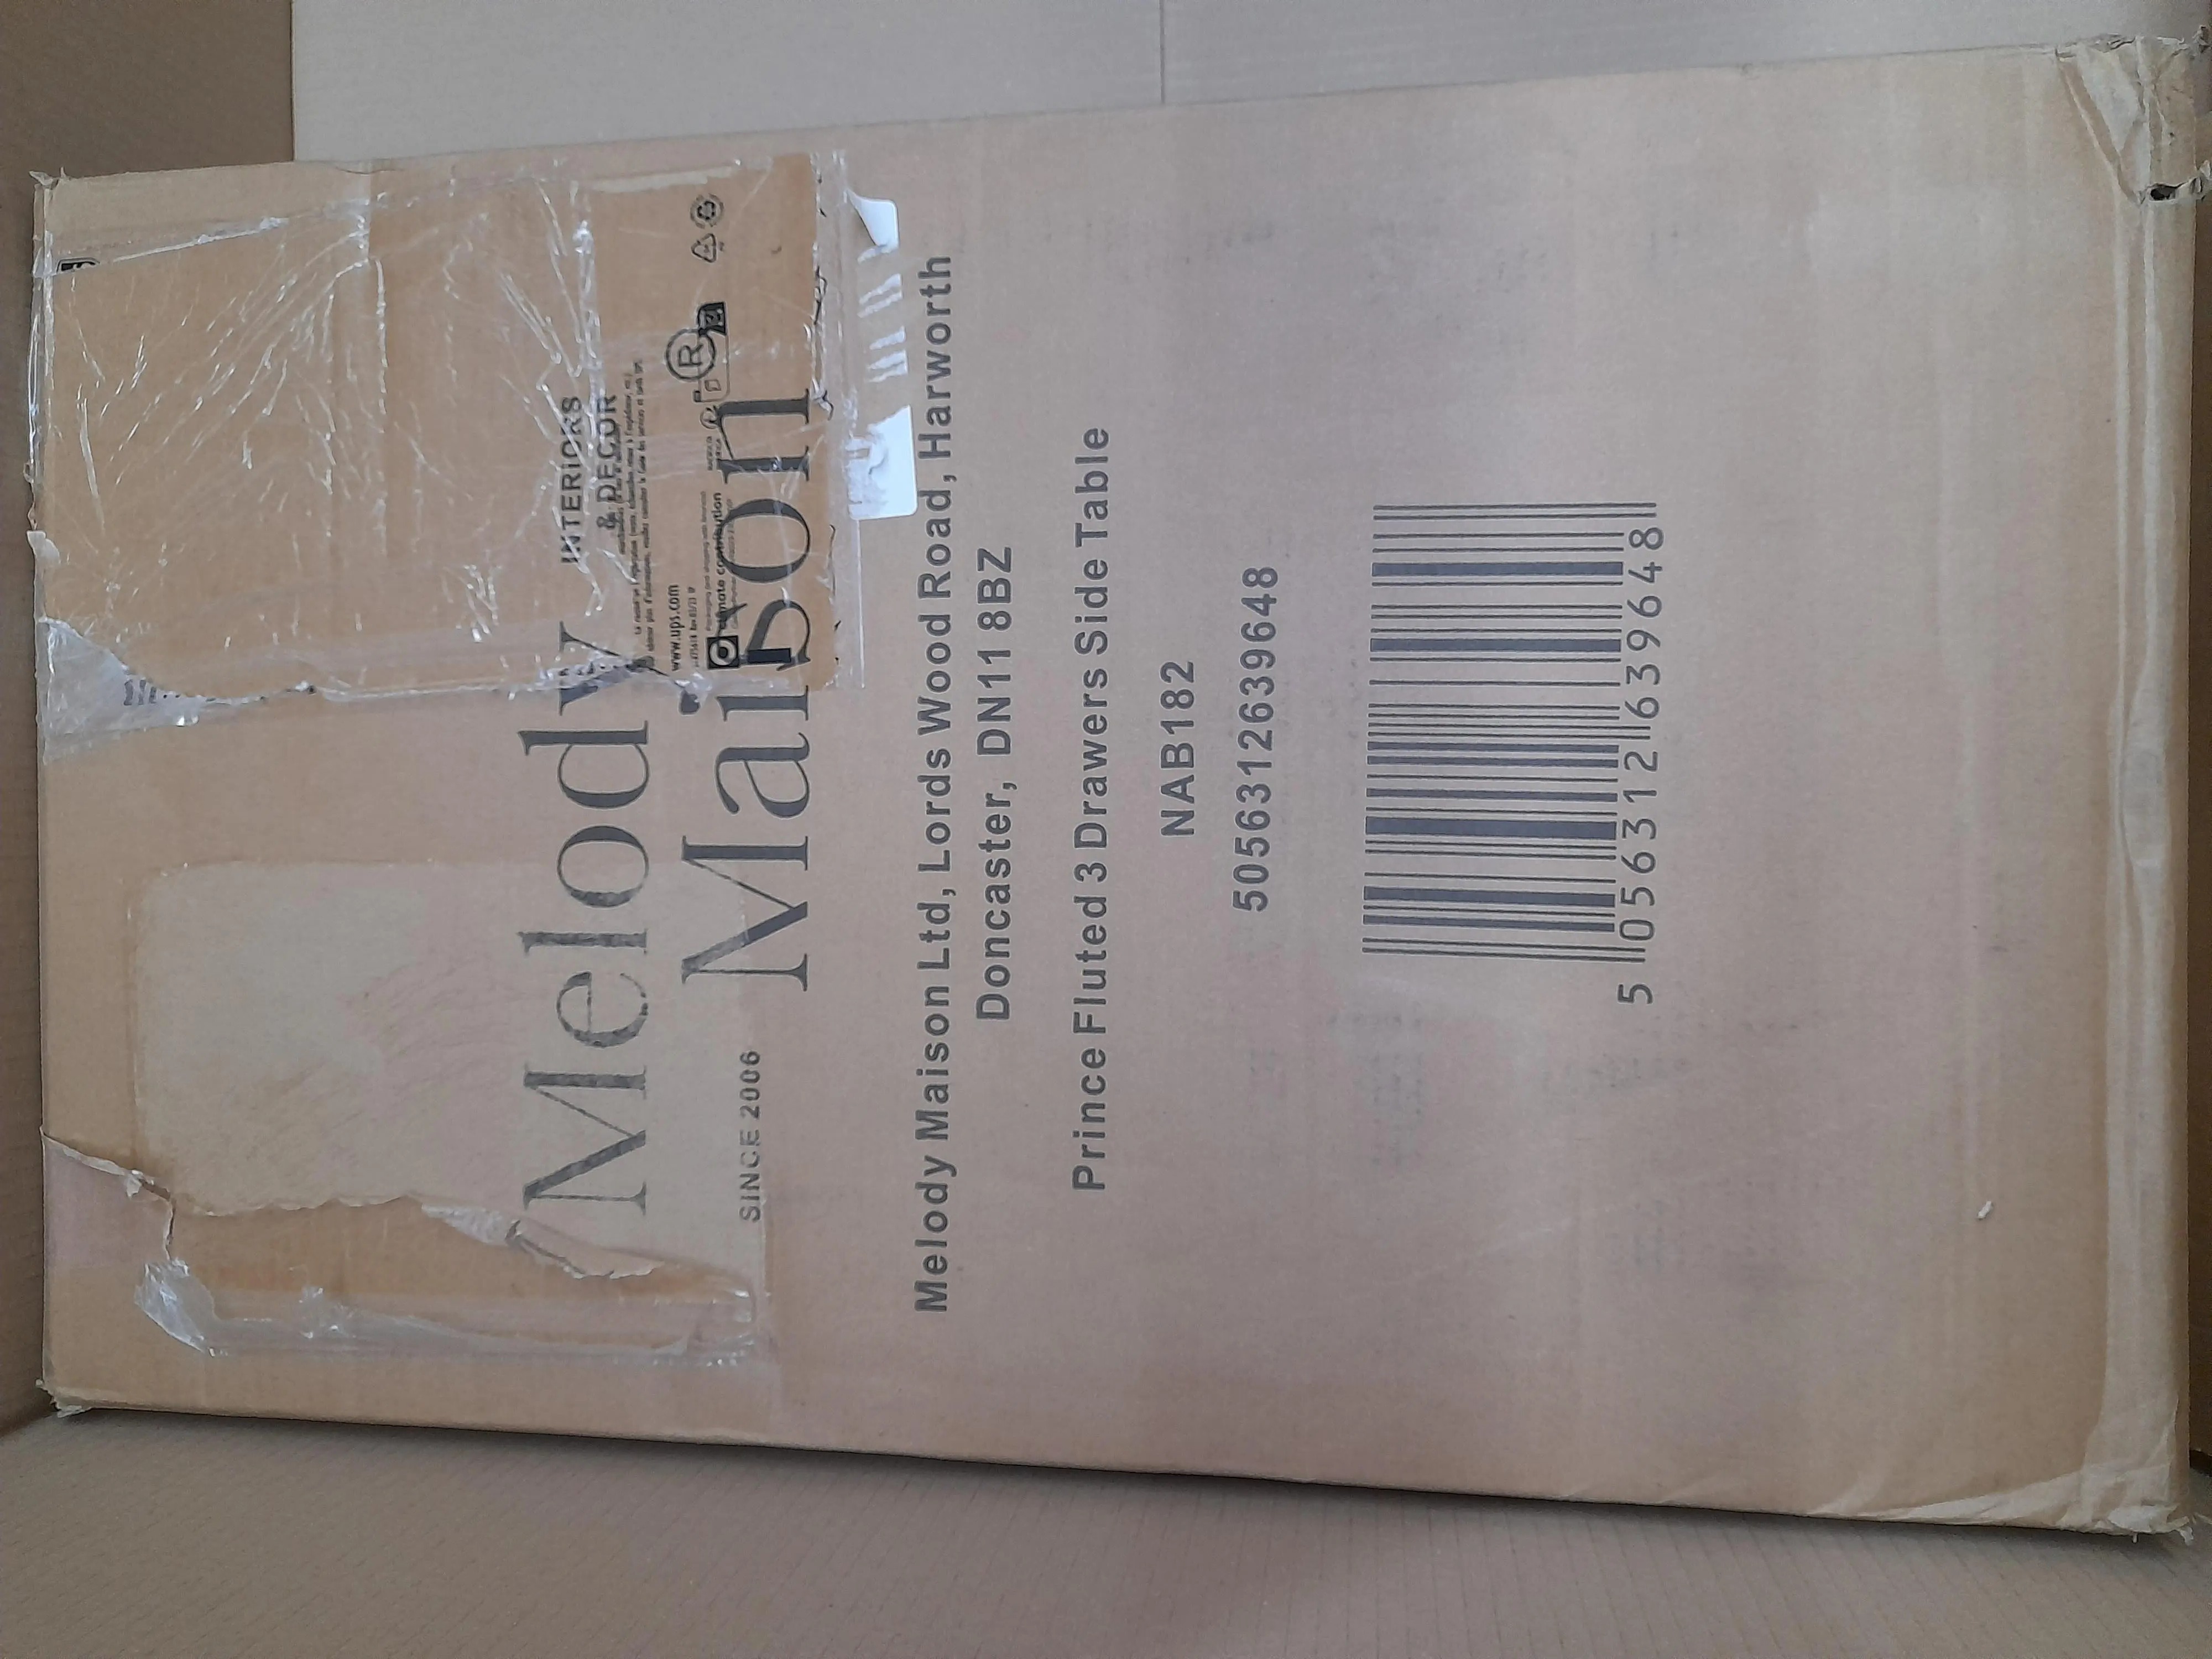 INTERIORS
& DECOR
Melody
Maison
SINCE 2006
www.ups.com
climate contribution
R
Melody Maison Ltd, Lords Wood Road, Harworth
Doncaster, DN11 8BZ
Prince Fluted 3 Drawers Side Table
NAB182
5056312639648
5 056312 639648